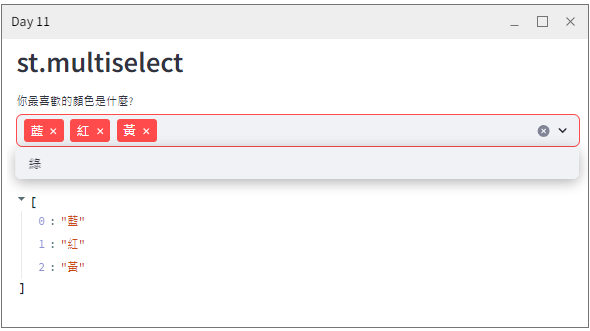 Day 11
st.multiselect
你最喜歡的顏色是什麼?
藍 × 紅 × 黃 ×
綠
[
0 : "藍"
1 : "紅"
2 : "黃"
]